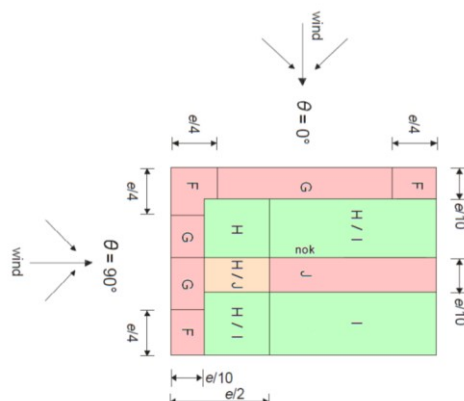 wind
θ = 0°
e/4
e/4
F
G
F
e/10
e/4
H
H / I
G
wind
θ = 90°
nok
G
H / J
J
e/10
e/4
F
H / I
I
e/10
e/2